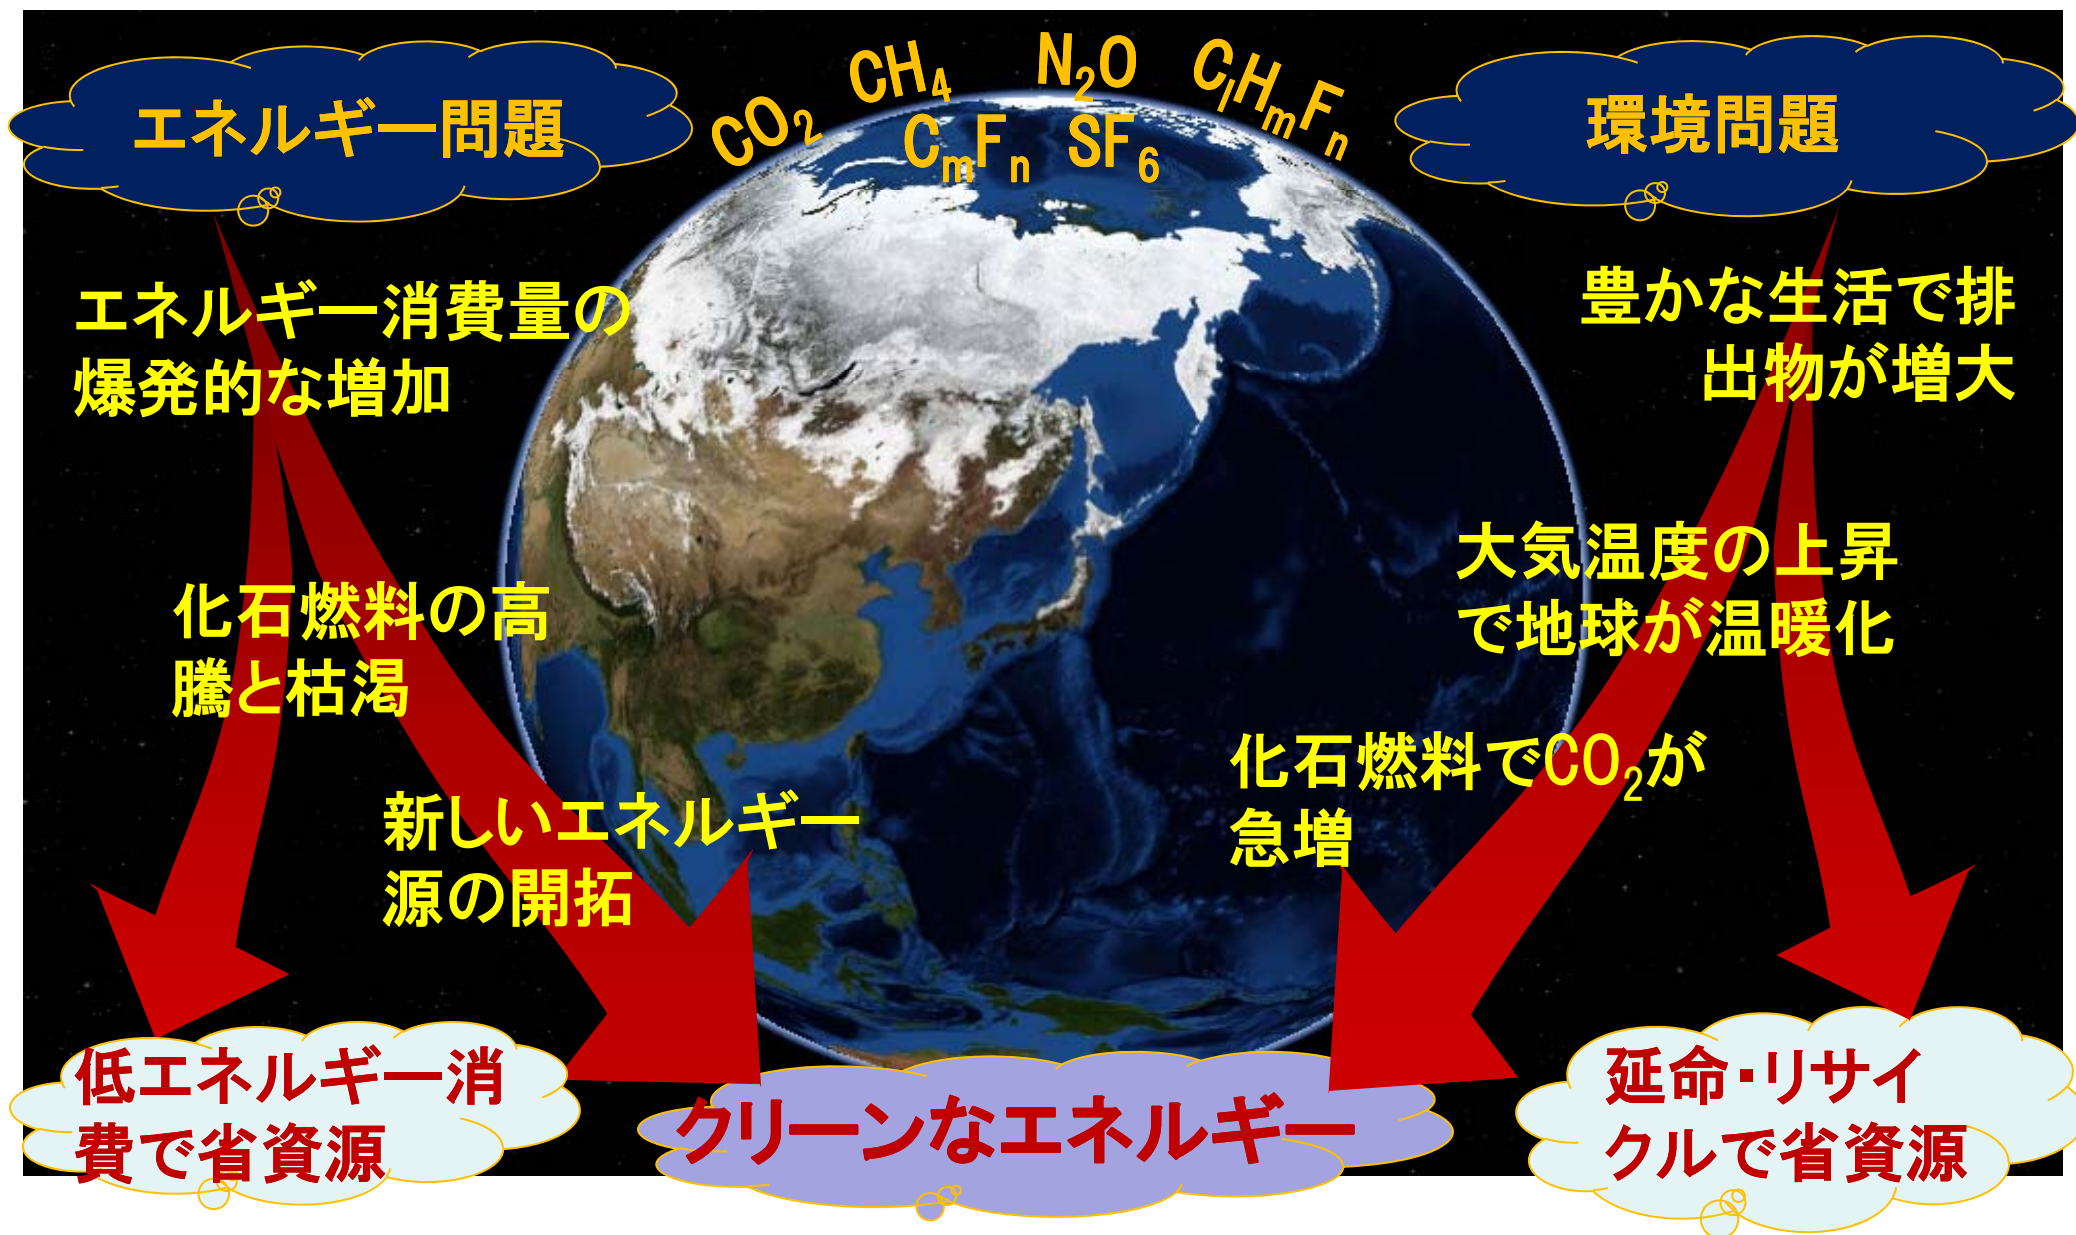 エネルギー問題
環境問題
CO₂
CH₄
N₂O
CₗHₘFₙ
CₘFₙ
SF₆
エネルギー消費量の
爆発的な増加
豊かな生活で排
出物が増大
化石燃料の高
騰と枯渇
大気温度の上昇
で地球が温暖化
新しいエネルギー
源の開拓
化石燃料でCO₂が
急増
低エネルギー消
費で省資源
クリーンなエネルギー
延命・リサイ
クルで省資源